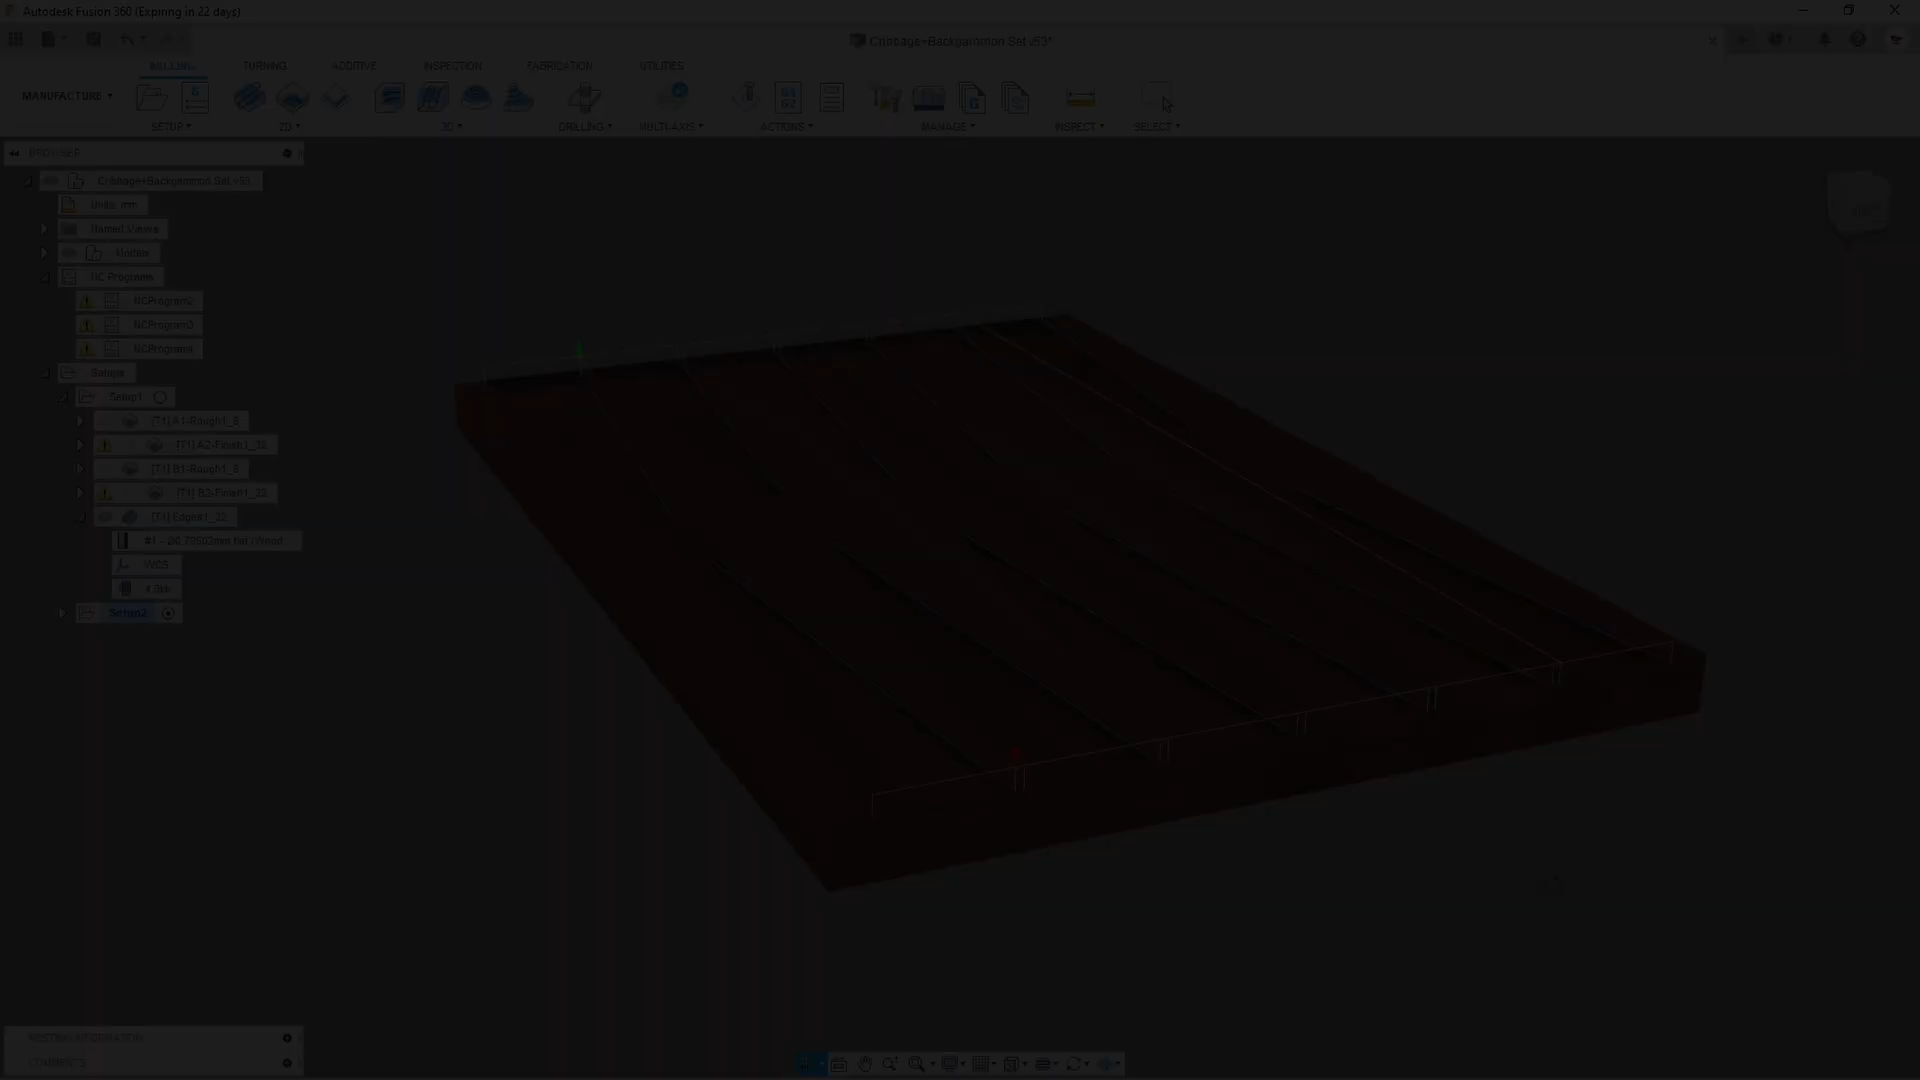 Autodesk Fusion 360 (Expiring in 22 days)
Cribbage+Backgammon Set v53*
MILLING TURNING ADDITIVE INSPECTION FABRICATION UTILITIES
MANUFACTURE
SETUP 2D 3D DRILLING MULTI-AXIS ACTIONS MANAGE INSPECT SELECT
BROWSER
Cribbage+Backgammon Set v53
Units: mm
Named Views
Models
NC Programs
NCProgram2
NCProgram3
NCProgram4
Setups
Setup1
[T1] A1-Rough1_8
[T1] A2-Finish1_32
[T1] B1-Rough1_8
[T1] B2-Finish1_32
[T1] Edges1_32
WCS
Setup2
COMMENTS